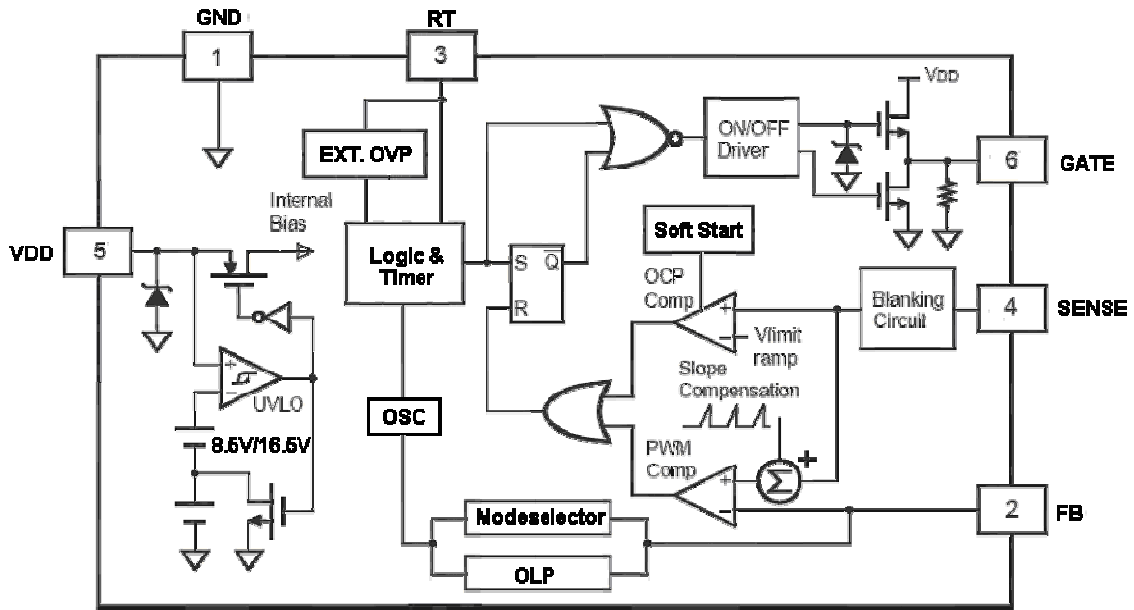 GND
1
RT
3
VDD
EXT. OVP
ON/OFF
Driver
6
GATE
Internal
Bias
VDD
5
Logic &
Timer
S
Q
R
Soft Start
OCP
Comp
+
−
Vlimit
ramp
Blanking
Circuit
4
SENSE
Slope
Compensation
+
−
UVLO
8.5V/16.5V
OSC
PWM
Comp
+
−
Σ
+
Modeselector
OLP
2
FB